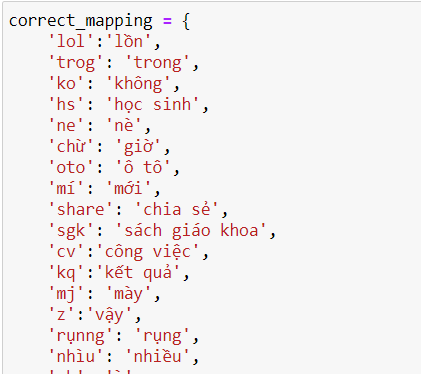 correct_mapping = {
'lol':'lồn',
'trog': 'trong',
'ko': 'không',
'hs': 'học sinh',
'ne': 'nè',
'chừ': 'giờ',
'oto': 'ô tô',
'mí': 'mới',
'share': 'chia sẻ',
'sgk': 'sách giáo khoa',
'cv':'công việc',
'kq':'kết quả',
'mj': 'mày',
'z':'vậy',
'rụnng': 'rụng',
'nhìu': 'nhiều',